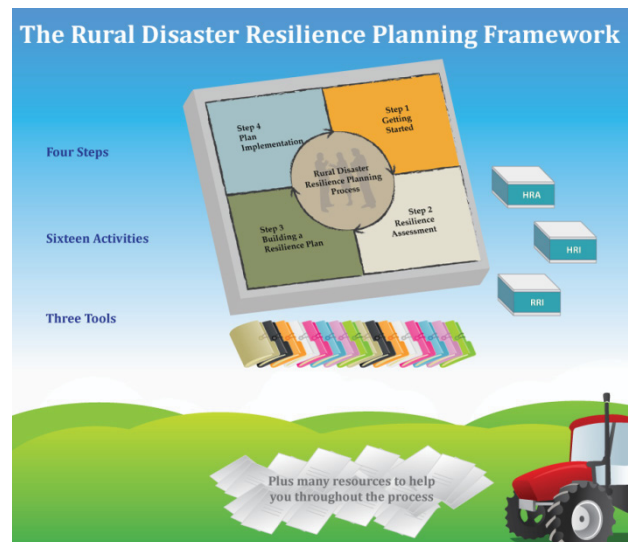 The Rural Disaster Resilience Planning Framework
Step 1
Getting
Started
Step 4
Plan
Implementation
Four Steps
Rural Disaster
Resilience Planning
Process
HRA
Step 2
Resilience
Assessment
Step 3
Building a
Resilience Plan
Sixteen Activities
HRI
RRI
Three Tools
Plus many resources to help
you throughout the process